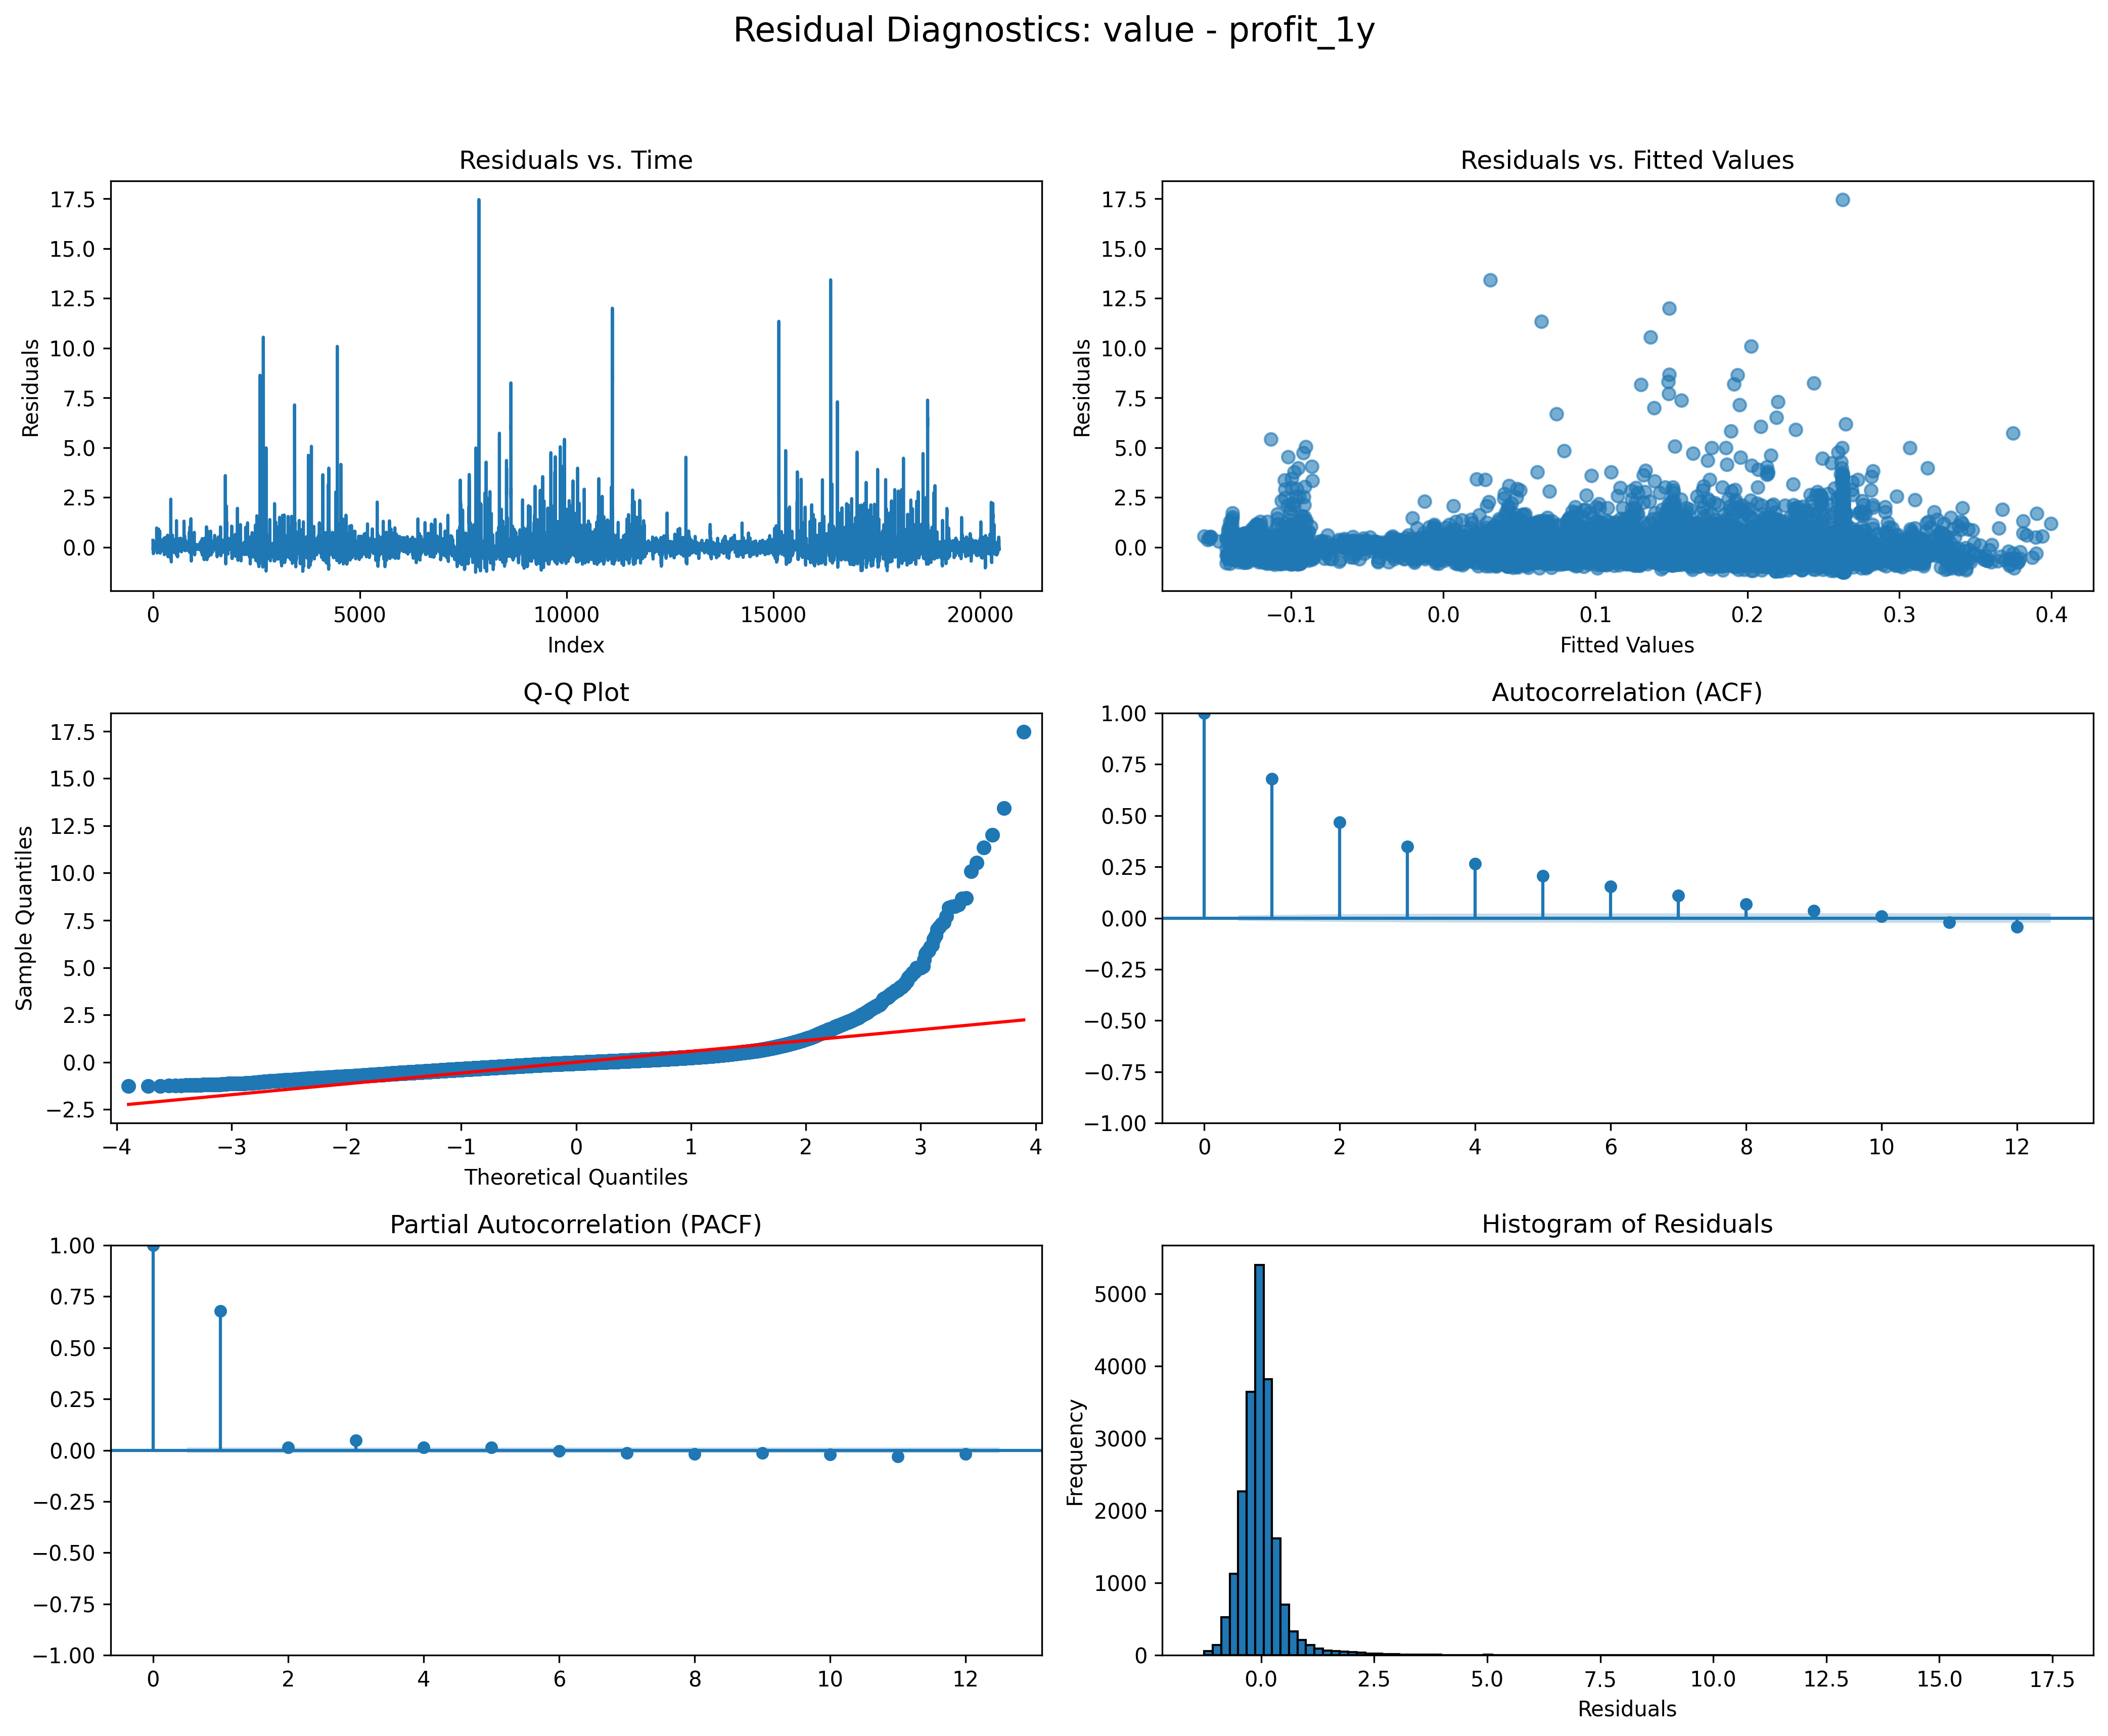 Residual Diagnostics: value - profit_1y
Residuals vs. Time
17.5
15.0
12.5
10.0
7.5
5.0
2.5
0.0
Residuals
0 5000 10000 15000 20000
Index
Residuals vs. Fitted Values
17.5
15.0
12.5
10.0
7.5
5.0
2.5
0.0
Residuals
−0.1 0.0 0.1 0.2 0.3 0.4
Fitted Values
Q-Q Plot
17.5
15.0
12.5
10.0
7.5
5.0
2.5
0.0
−2.5
Sample Quantiles
−4 −3 −2 −1 0 1 2 3 4
Theoretical Quantiles
Autocorrelation (ACF)
1.00
0.75
0.50
0.25
0.00
−0.25
−0.50
−0.75
−1.00
0 2 4 6 8 10 12
Partial Autocorrelation (PACF)
1.00
0.75
0.50
0.25
0.00
−0.25
−0.50
−0.75
−1.00
0 2 4 6 8 10 12
Histogram of Residuals
5000
4000
3000
2000
1000
0
Frequency
0.0 2.5 5.0 7.5 10.0 12.5 15.0 17.5
Residuals